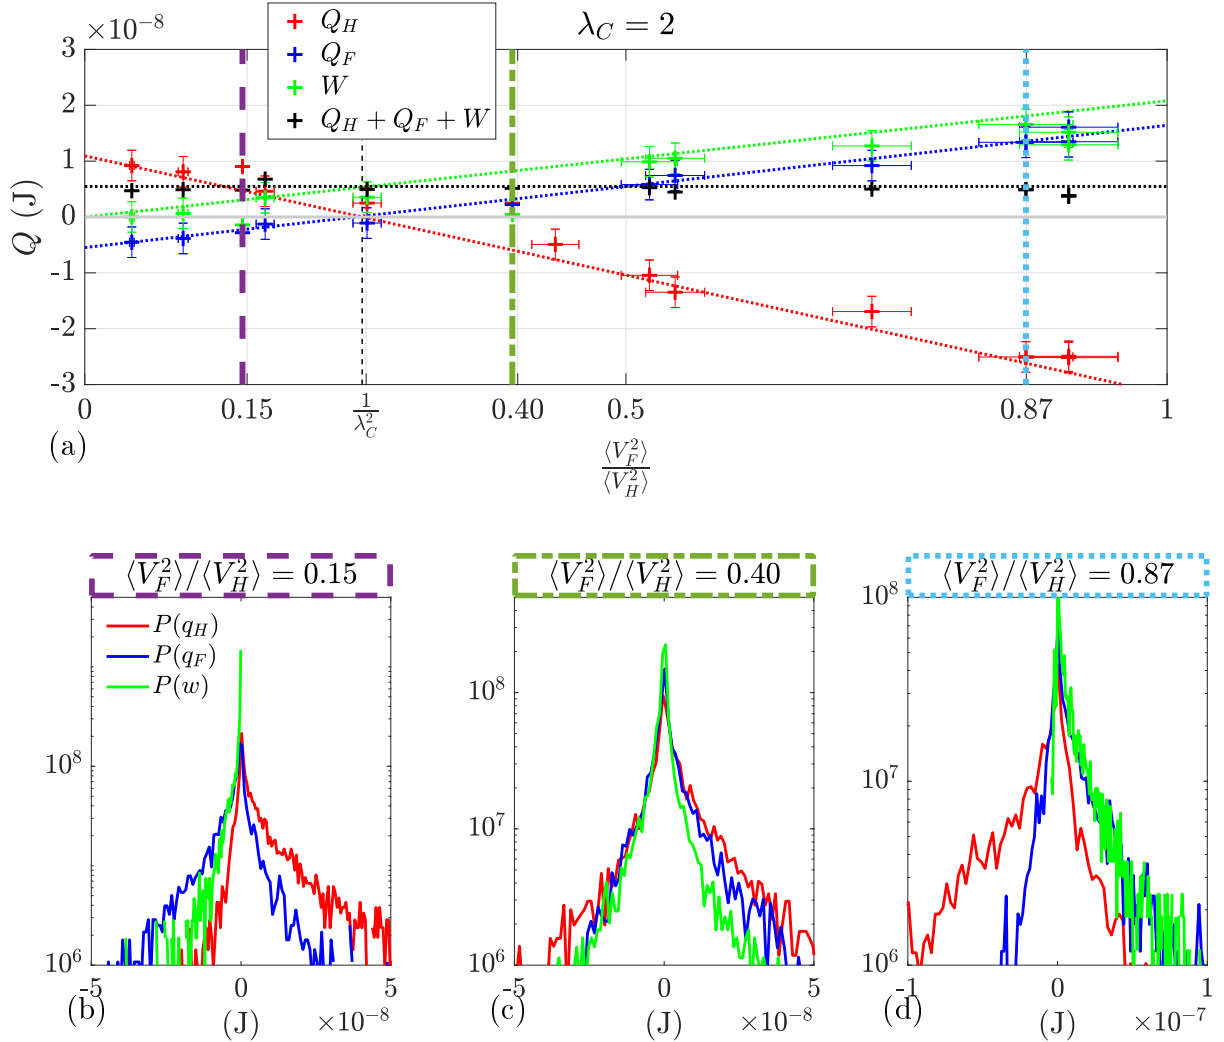 ×10⁻⁸
λ_C = 2
Q_H
Q_F
W
Q_H + Q_F + W
3
2
1
0
-1
-2
-3
Q (J)
0 0.15 1/λ_C² 0.40 0.5 0.87 1
(a)
⟨V_F²⟩/⟨V_H²⟩
⟨V_F²⟩/⟨V_H²⟩ = 0.15
P(q_H)
P(q_F)
P(w)
10⁸
10⁷
10⁶
-5 0 5
(b) (J) ×10⁻⁸
⟨V_F²⟩/⟨V_H²⟩ = 0.40
10⁸
10⁷
10⁶
-5 0 5
(c) (J) ×10⁻⁸
⟨V_F²⟩/⟨V_H²⟩ = 0.87
10⁸
10⁷
10⁶
-1 0 1
(d) (J) ×10⁻⁷